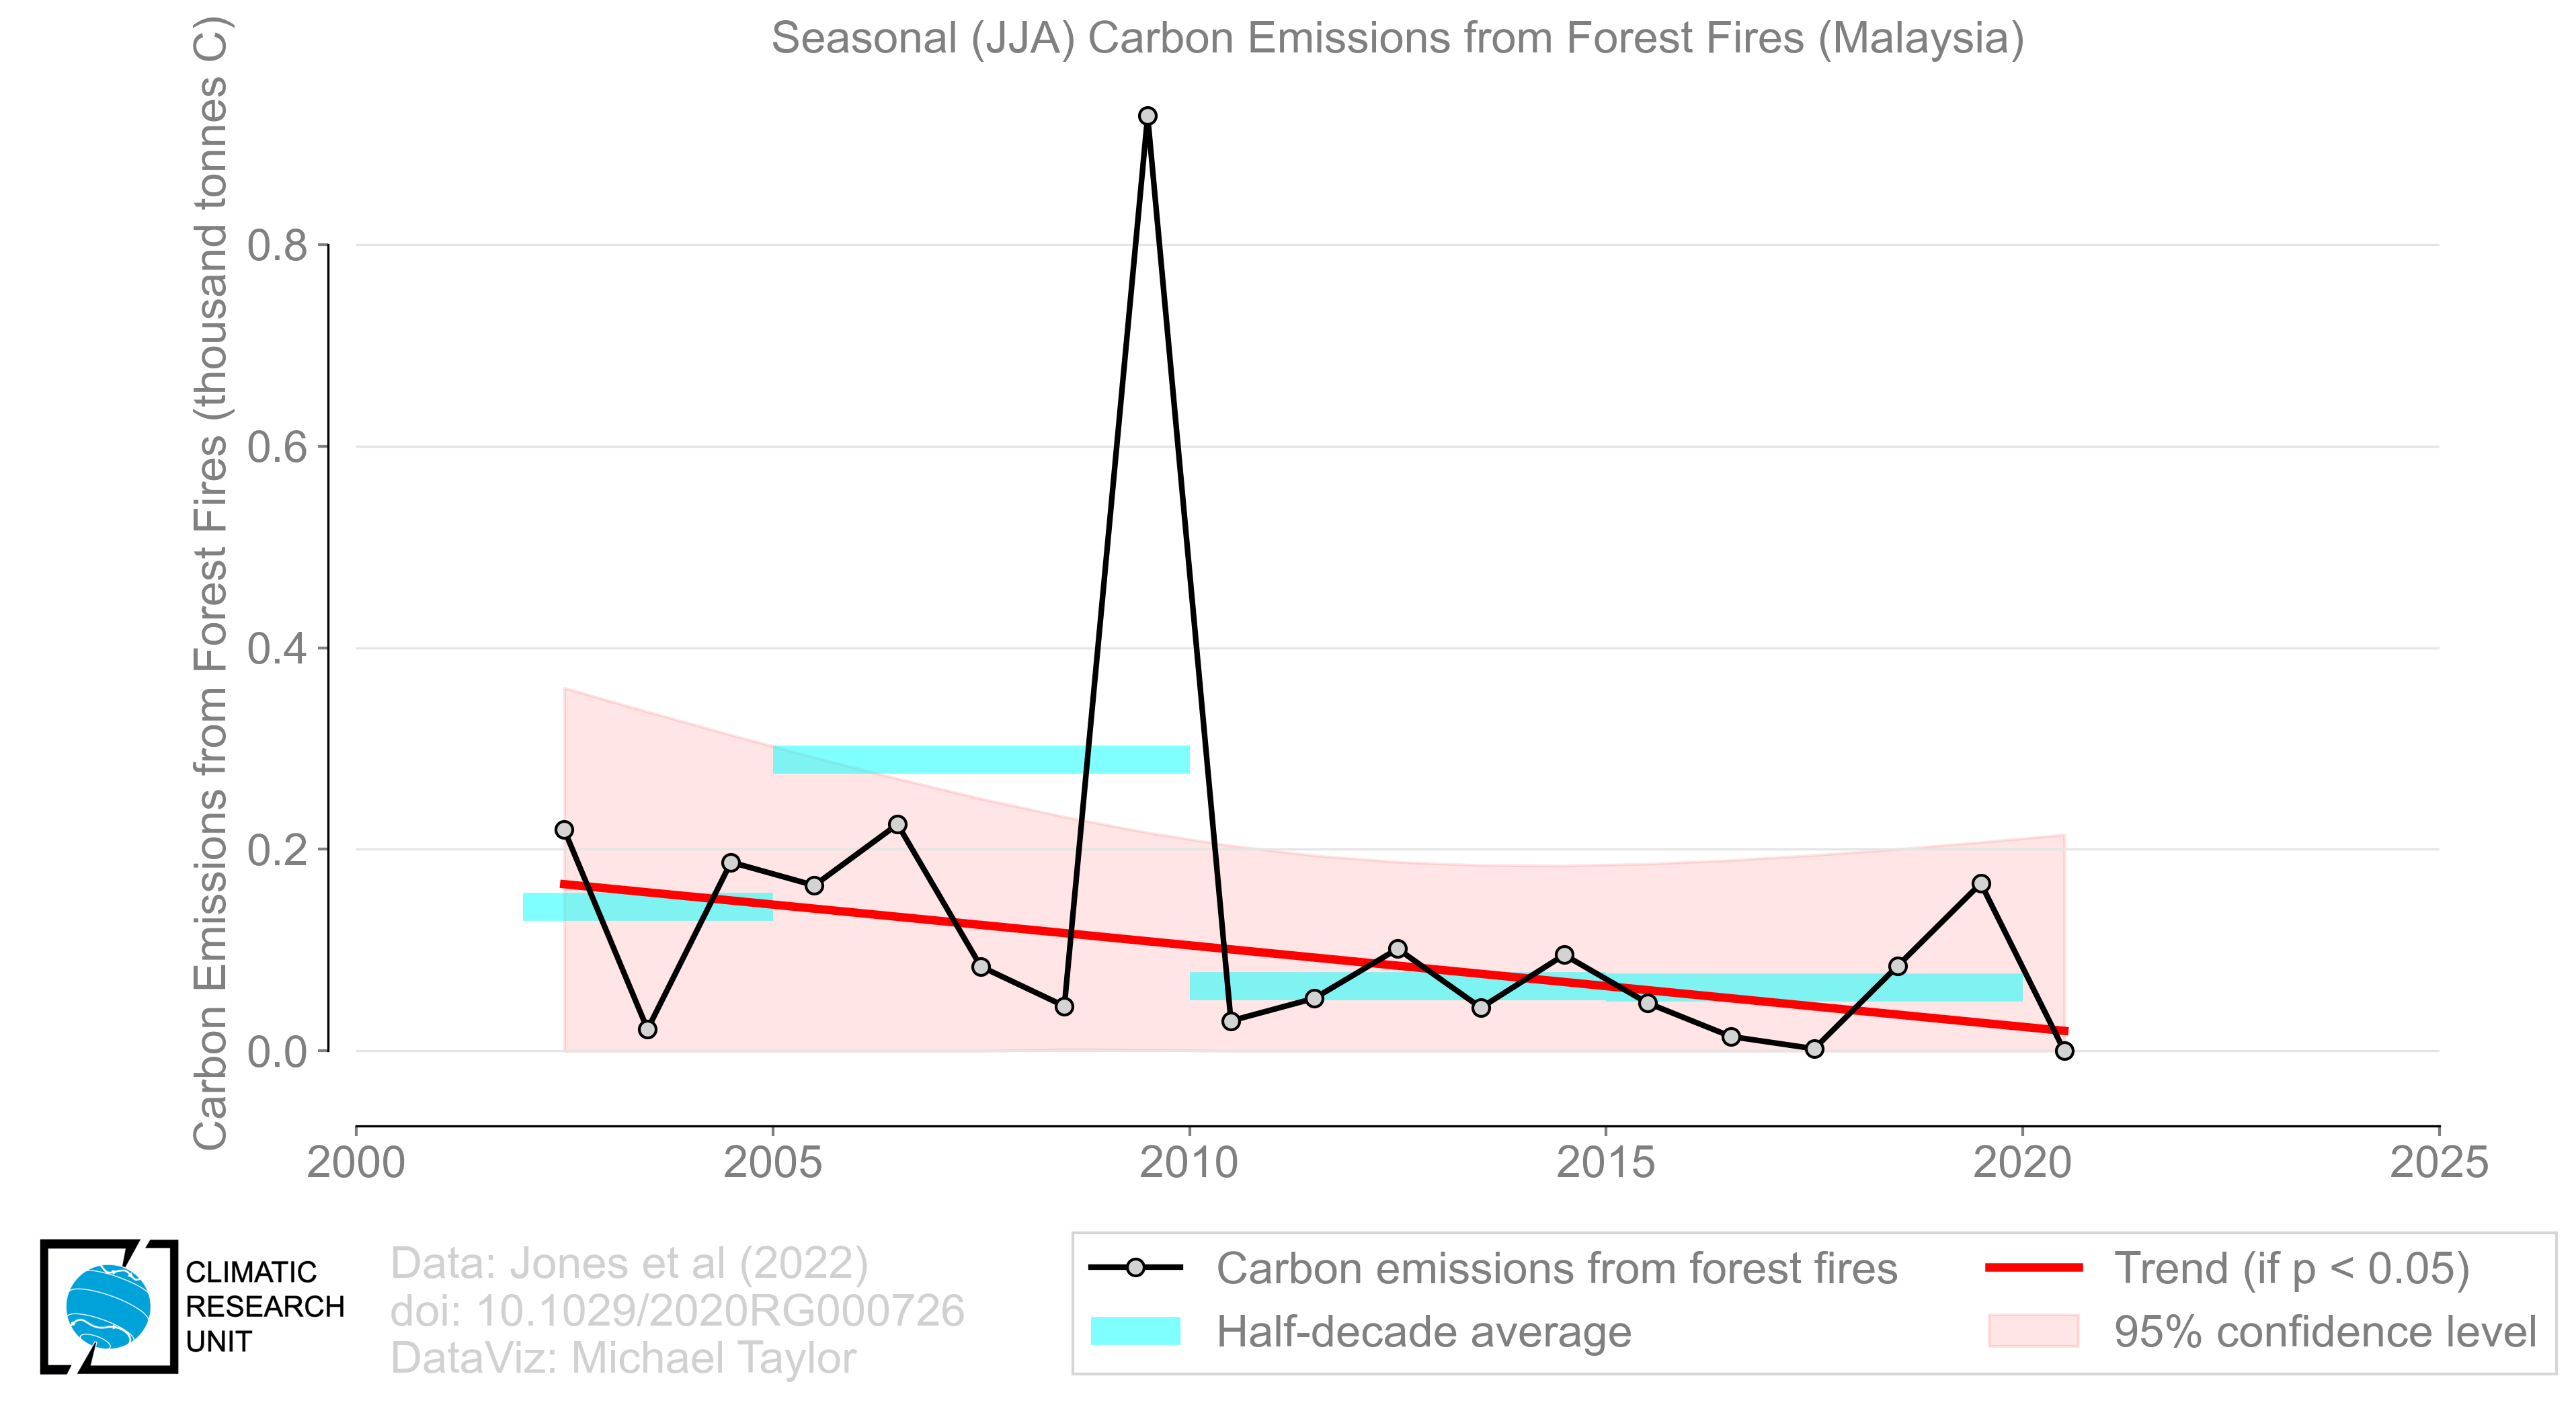 Seasonal (JJA) Carbon Emissions from Forest Fires (Malaysia)
Carbon Emissions from Forest Fires (thousand tonnes C)
0.8
0.6
0.4
0.2
0.0
2000 2005 2010 2015 2020 2025
CLIMATIC
RESEARCH
UNIT
Data: Jones et al (2022)
doi: 10.1029/2020RG000726
DataViz: Michael Taylor
Carbon emissions from forest fires
Half-decade average
Trend (if p < 0.05)
95% confidence level